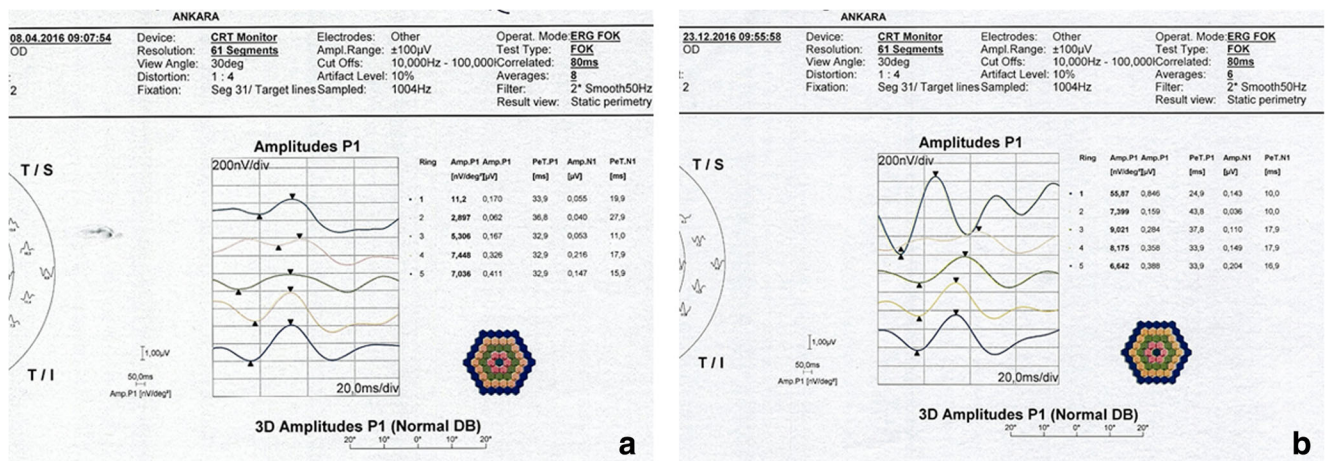 ANKARA
08.04.2016 09:07:54
OD
:
2
Device: CRT Monitor
Resolution: 61 Segments
View Angle: 30deg
Distortion: 1 : 4
Fixation: Seg 31/ Target lines
Electrodes: Other
Ampl.Range: ±100µV
Cut Offs: 10,000Hz - 100,000
Artifact Level: 10%
Sampled: 1004Hz
Operat. Mode: ERG FOK
Test Type: FOK
Correlated: 80ms
Averages: 8
Filter: 2* Smooth50Hz
Result view: Static perimetry
T / S
T / I
1,00µV
50,0ms
Amp.P1 [nV/deg²]
Amplitudes P1
200nV/div
20,0ms/div
Ring Amp.P1 Amp.P1 PeT.P1 Amp.N1 PeT.N1
[nV/deg²] [µV] [ms] [µV] [ms]
• 1 11,2 0,170 33,9 0,055 19,9
• 2 2,897 0,062 36,8 0,040 27,9
• 3 5,306 0,167 32,9 0,053 11,0
• 4 7,448 0,326 32,9 0,216 17,9
• 5 7,036 0,411 32,9 0,147 15,9
3D Amplitudes P1 (Normal DB)
20° 10° 0° 10° 20°
a
ANKARA
23.12.2016 09:55:58
OD
:
2
Device: CRT Monitor
Resolution: 61 Segments
View Angle: 30deg
Distortion: 1 : 4
Fixation: Seg 31/ Target lines
Electrodes: Other
Ampl.Range: ±100µV
Cut Offs: 10,000Hz - 100,000
Artifact Level: 10%
Sampled: 1004Hz
Operat. Mode: ERG FOK
Test Type: FOK
Correlated: 80ms
Averages: 6
Filter: 2* Smooth50Hz
Result view: Static perimetry
T / S
T / I
1,00µV
50,0ms
Amp.P1 [nV/deg²]
Amplitudes P1
200nV/div
20,0ms/div
Ring Amp.P1 Amp.P1 PeT.P1 Amp.N1 PeT.N1
[nV/deg²] [µV] [ms] [µV] [ms]
• 1 55,87 0,846 24,9 0,143 10,0
• 2 7,399 0,159 43,8 0,036 10,0
• 3 9,021 0,284 37,8 0,110 17,9
• 4 8,175 0,358 33,9 0,149 17,9
• 5 6,642 0,388 33,9 0,204 16,9
3D Amplitudes P1 (Normal DB)
20° 10° 0° 10° 20°
b